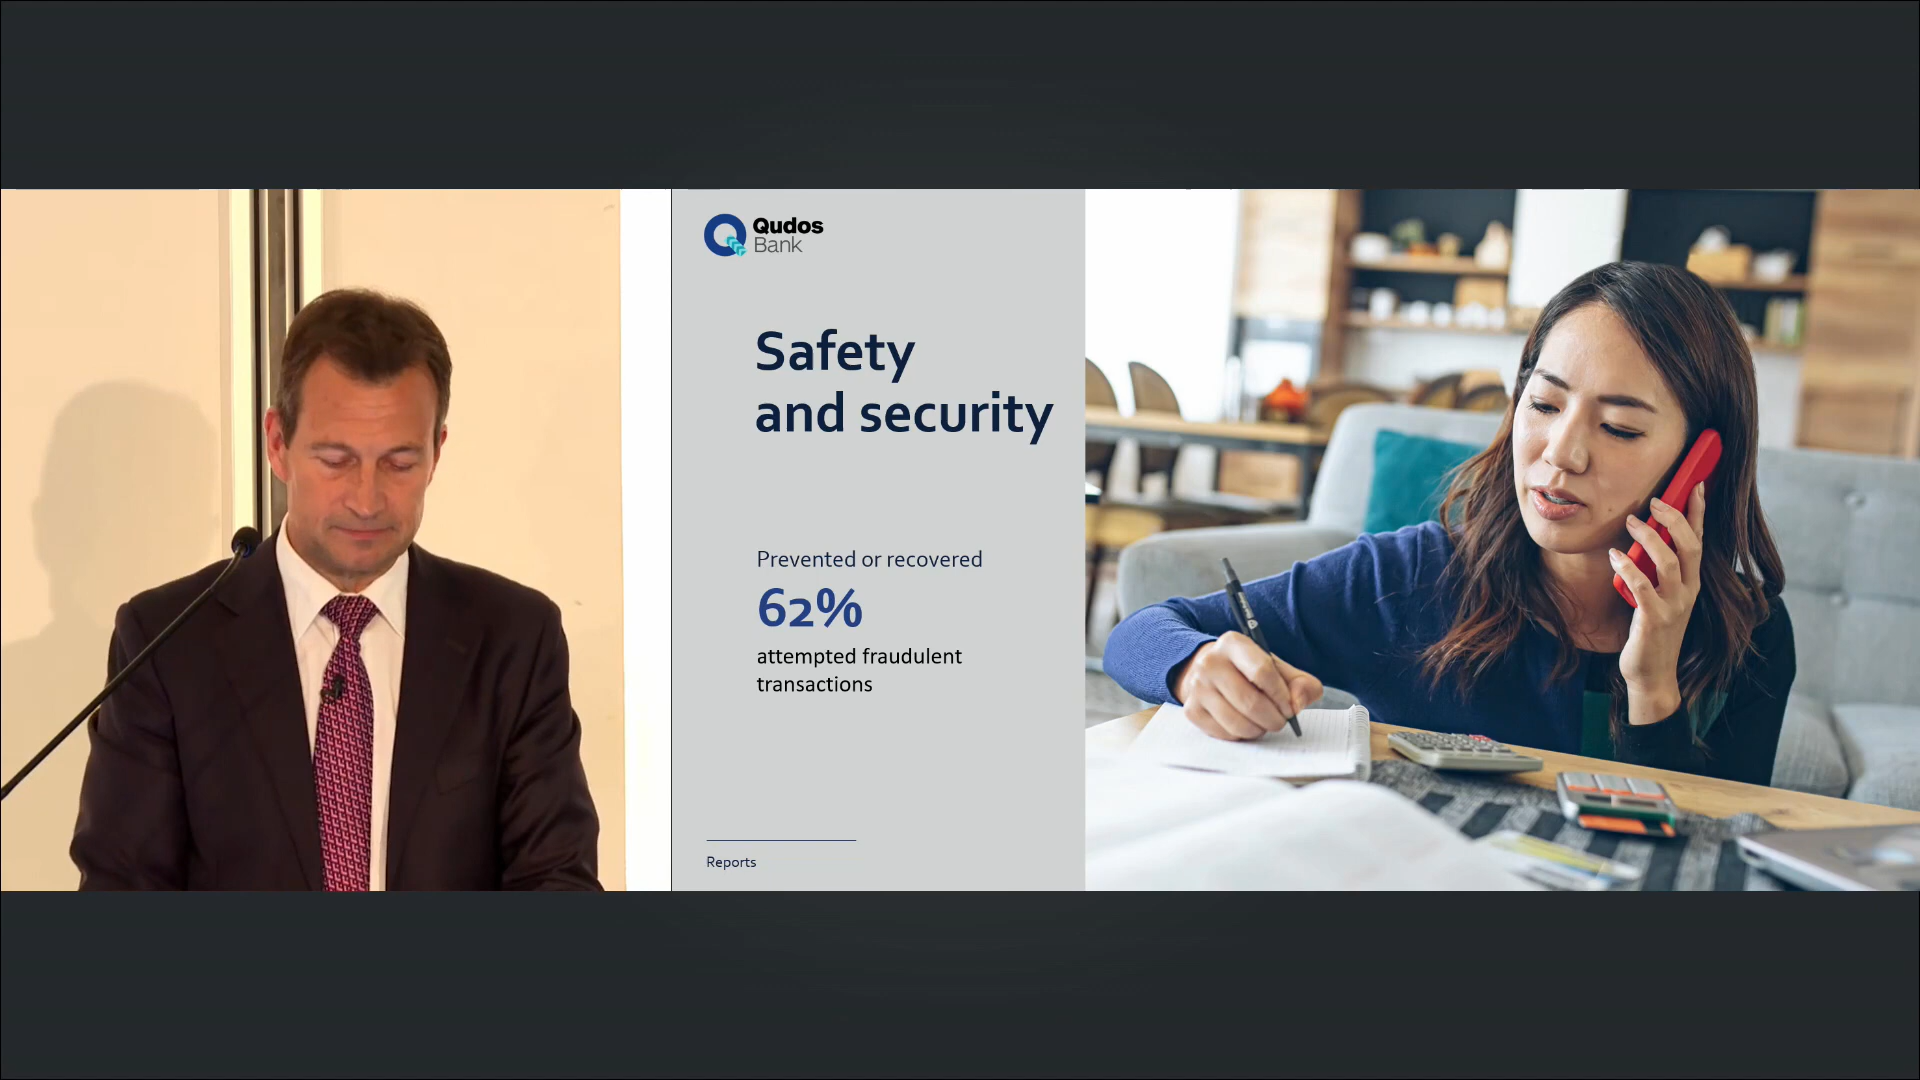 Qudos
Bank
Safety
and security
Prevented or recovered
62%
attempted fraudulent
transactions
Reports